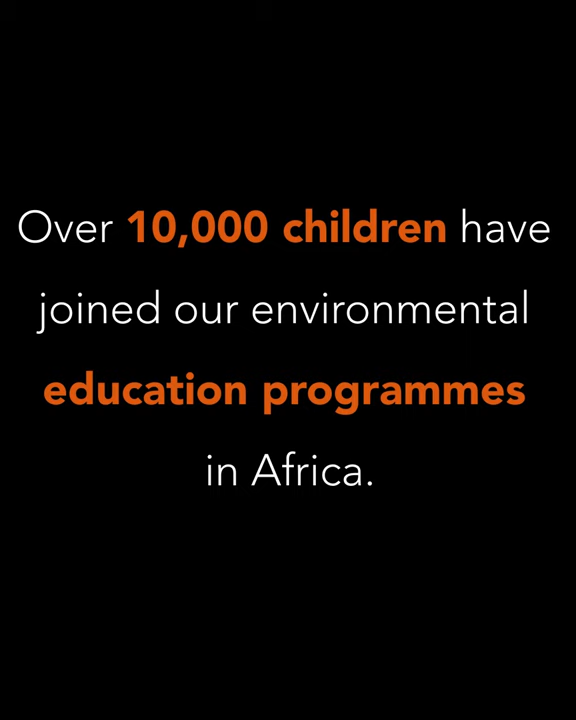 Over 10,000 children have
joined our environmental
education programmes
in Africa.